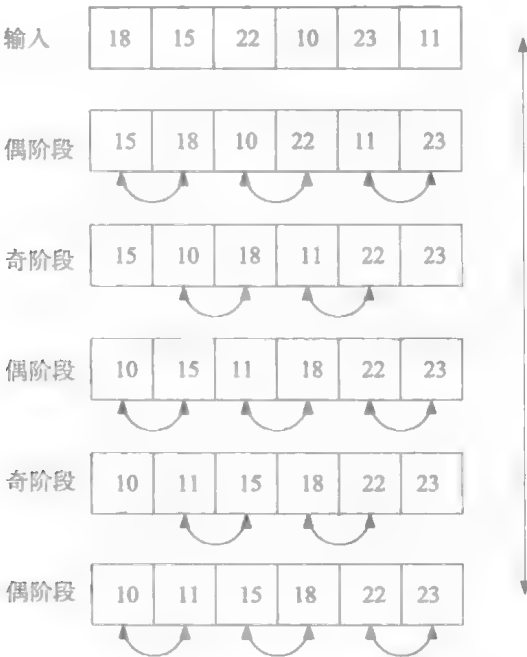 输入 18 15 22 10 23 11
偶阶段 15 18 10 22 11 23
奇阶段 15 10 18 11 22 23
偶阶段 10 15 11 18 22 23
奇阶段 10 11 15 18 22 23
偶阶段 10 11 15 18 22 23